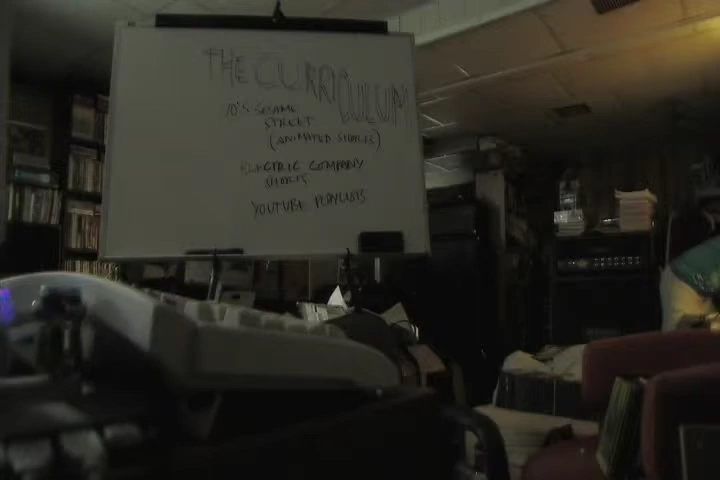 THE CURRICULUM
70'S SESAME
STREET
(ANIMATED SHORTS)
ELECTRIC COMPANY
SHORTS
YOUTUBE PLAYLISTS